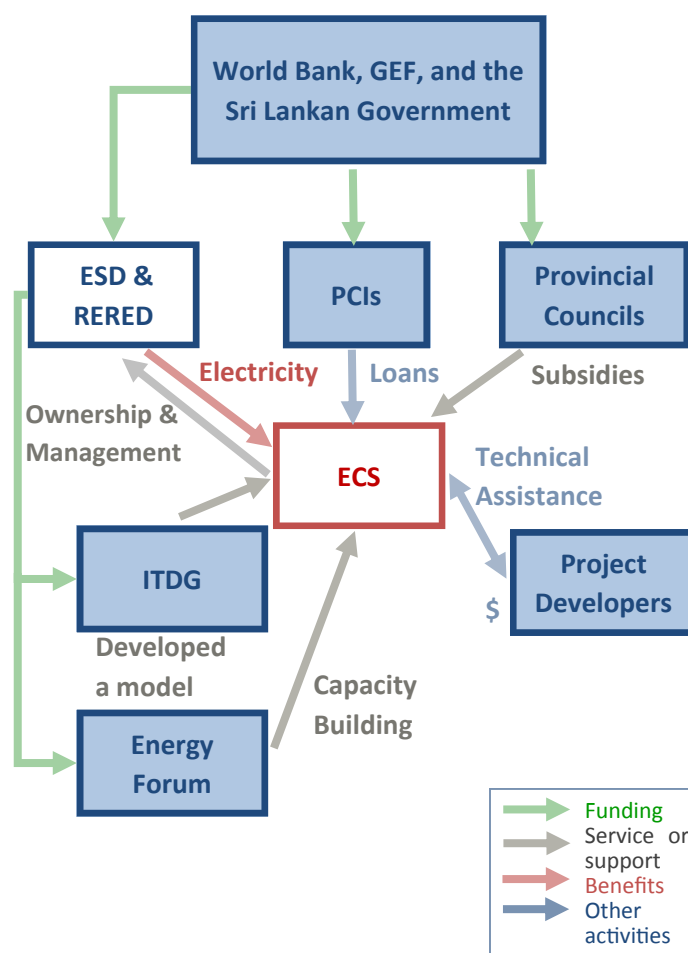 World Bank, GEF, and the
Sri Lankan Government
ESD &
RERED
PCIs
Provincial
Councils
Electricity
Loans
Subsidies
Ownership &
Management
ECS
Technical
Assistance
ITDG
Project
Developers
$
Developed
a model
Capacity
Building
Energy
Forum
Funding
Service or
support
Benefits
Other
activities